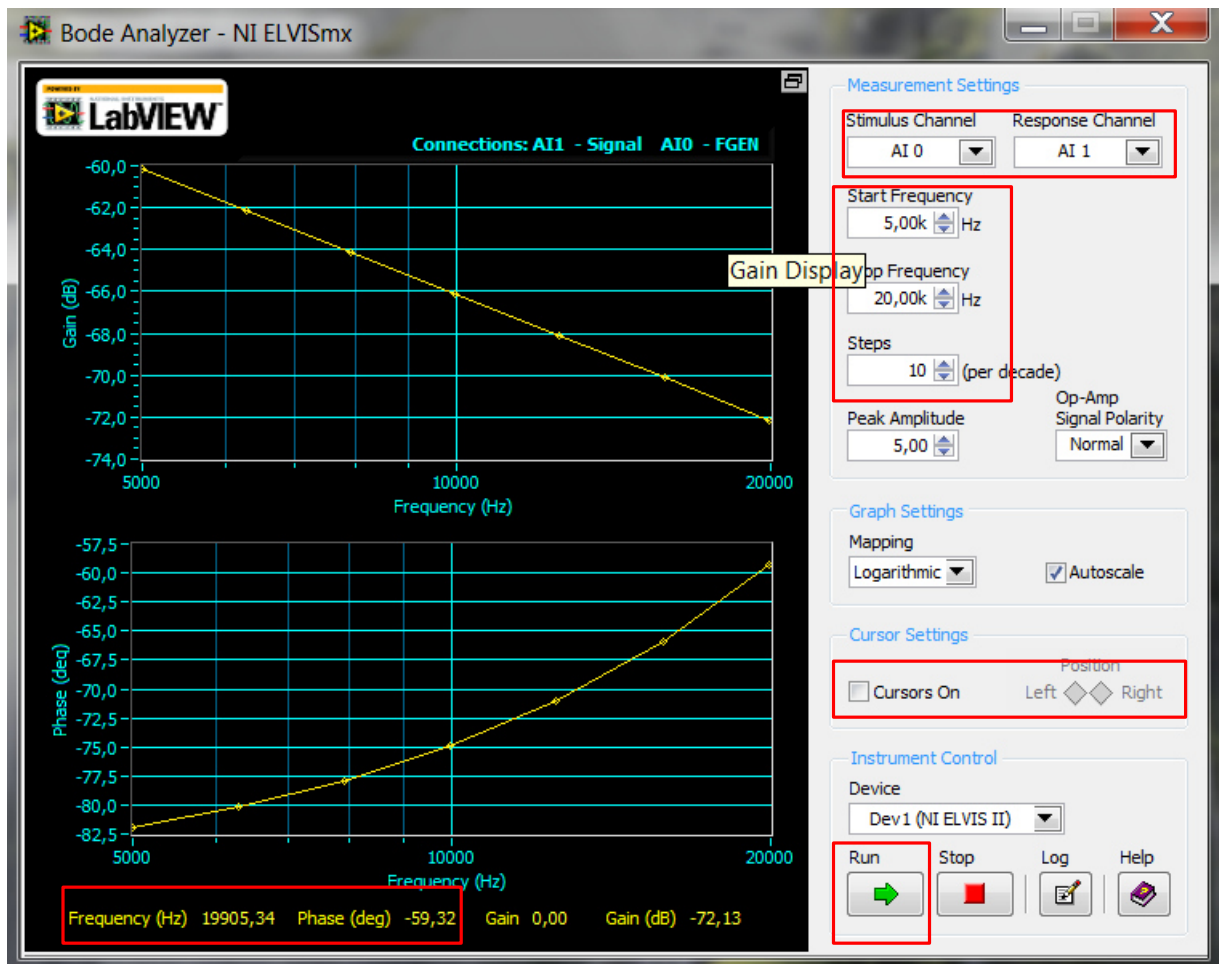 Bode Analyzer - NI ELVISmx
POWERED BY
NATIONAL INSTRUMENTS
LabVIEW™
Connections: AI1 - Signal AI0 - FGEN
-60,0
-62,0
-64,0
-66,0
-68,0
-70,0
-72,0
-74,0
Gain (dB)
5000 10000 20000
Frequency (Hz)
-57,5
-60,0
-62,5
-65,0
-67,5
-70,0
-72,5
-75,0
-77,5
-80,0
-82,5
Phase (deg)
5000 10000 20000
Frequency (Hz)
Frequency (Hz) 19905,34 Phase (deg) -59,32 Gain 0,00 Gain (dB) -72,13
Measurement Settings
Stimulus Channel Response Channel
AI 0 AI 1
Start Frequency
5,00k Hz
Gain Display
op Frequency
20,00k Hz
Steps
10 (per decade)
Peak Amplitude
5,00
Op-Amp
Signal Polarity
Normal
Graph Settings
Mapping
Logarithmic Autoscale
Cursor Settings
Position
Cursors On Left Right
Instrument Control
Device
Dev1 (NI ELVIS II)
Run Stop Log Help